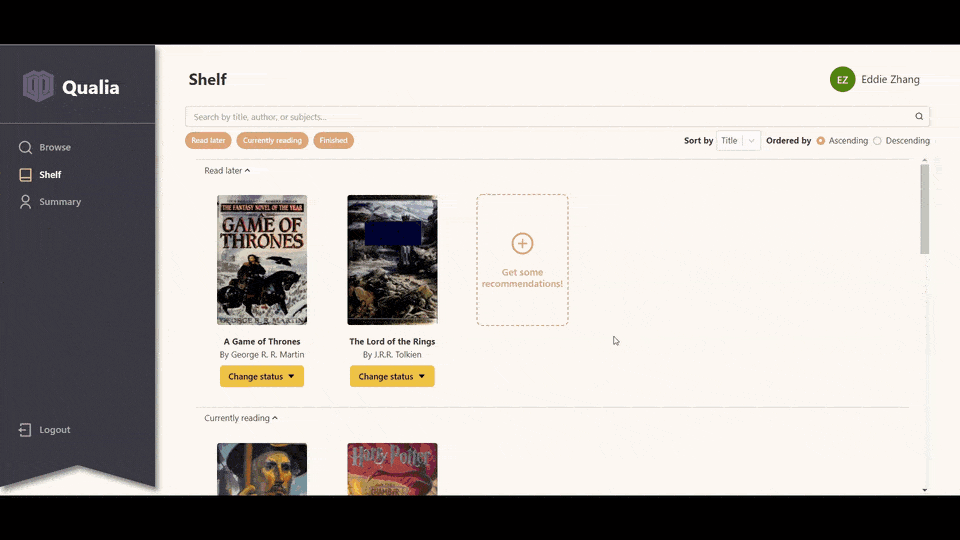 Qualia
Browse
Shelf
Summary
Logout
Shelf
EZ
Eddie Zhang
Search by title, author, or subjects...
Read later
Currently reading
Finished
Sort by Title
Ordered by Ascending Descending
Read later
THE FANTASY NOVEL OF THE YEAR
A
GAME OF
THRONES
GEORGE R. R. MARTIN
Get some
recommendations!
A Game of Thrones
By George R. R. Martin
Change status
The Lord of the Rings
By J.R.R. Tolkien
Change status
Currently reading
Harry Potter
CHAMBER